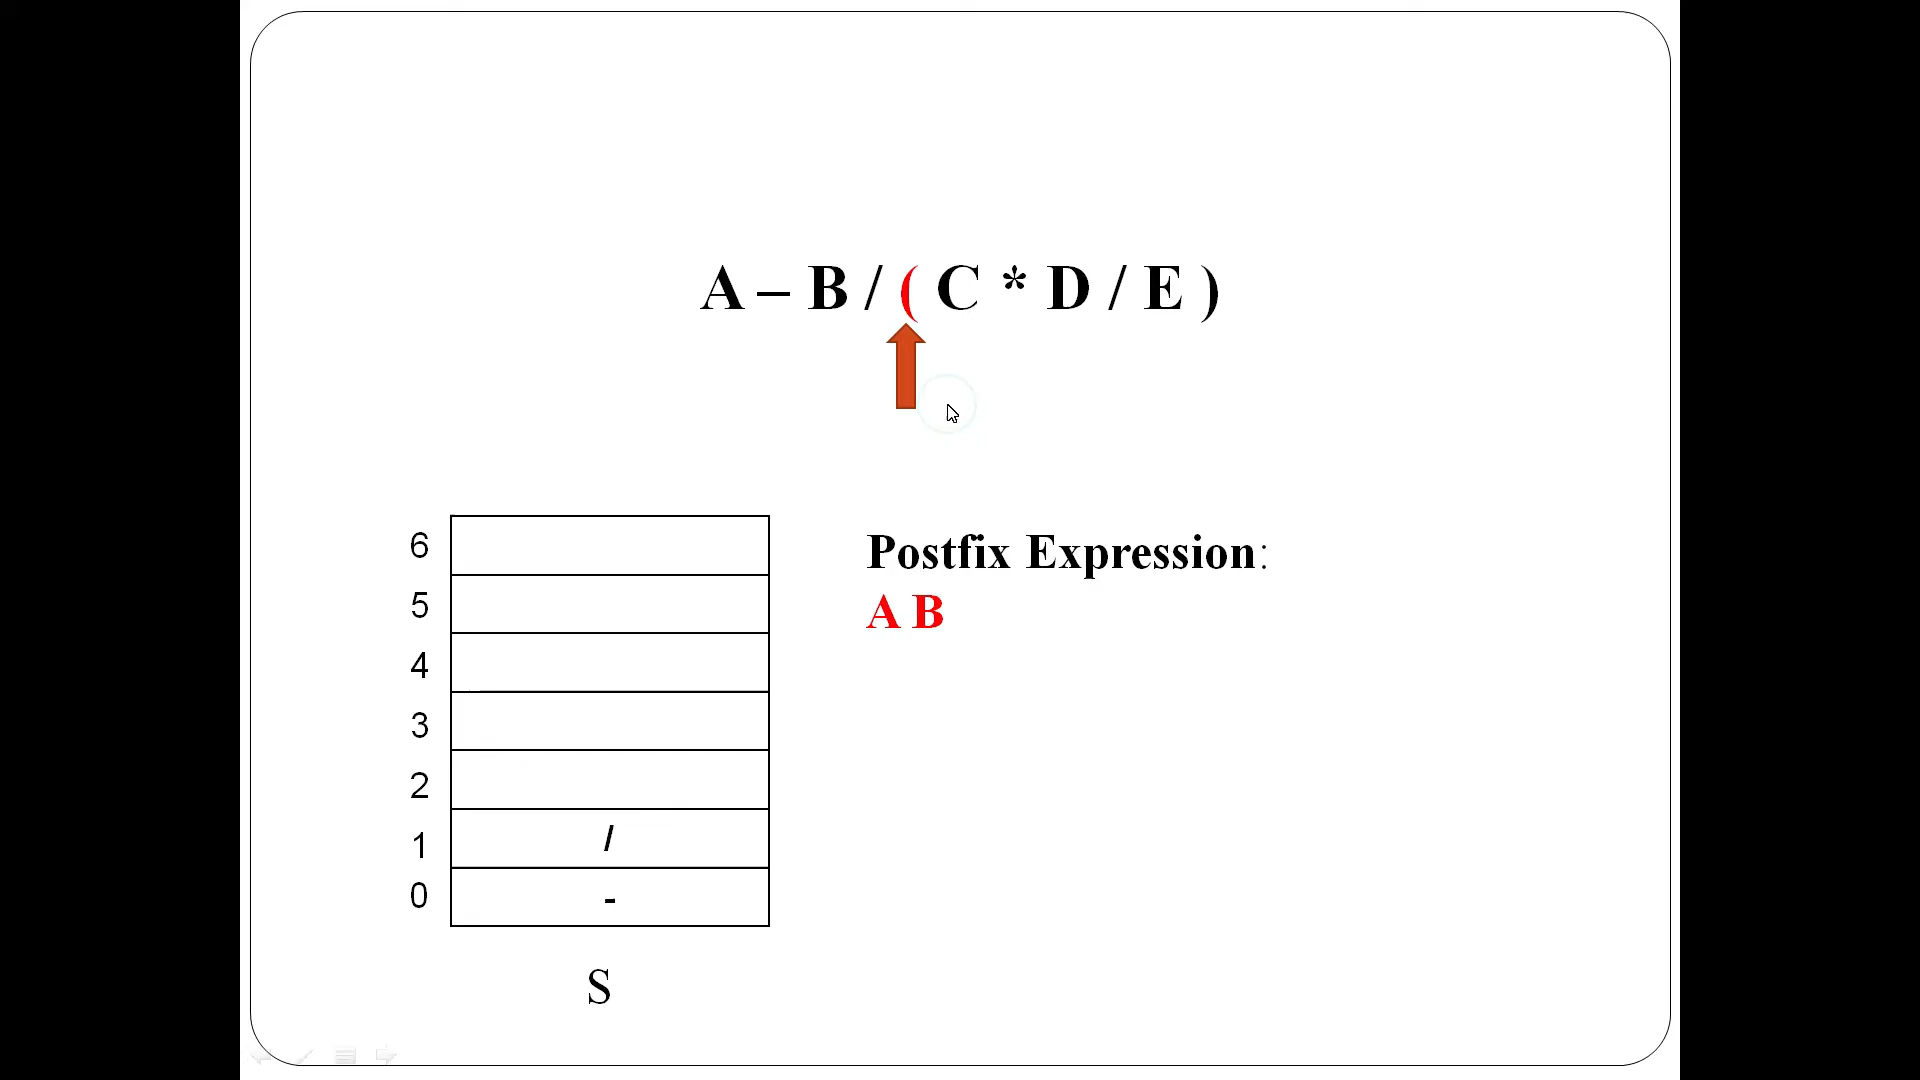 A – B / ( C * D / E )
6
5
4
3
2
1 /
0 -
S
Postfix Expression:
A B